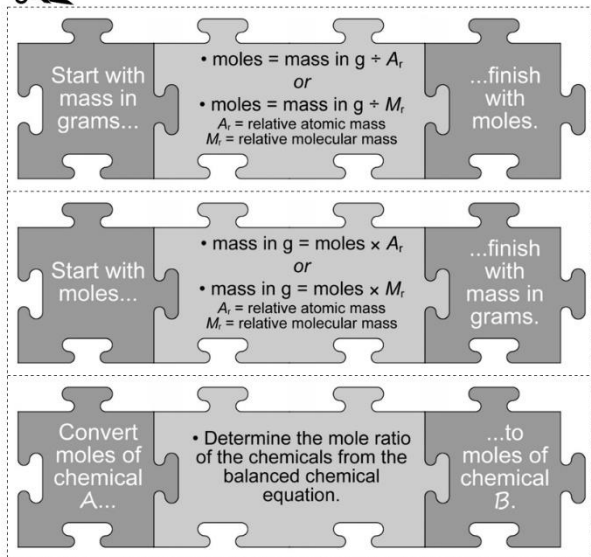 Start with
mass in
grams...
• moles = mass in g ÷ Aᵣ
or
• moles = mass in g ÷ Mᵣ
Aᵣ = relative atomic mass
Mᵣ = relative molecular mass
...finish
with
moles.
Start with
moles...
• mass in g = moles × Aᵣ
or
• mass in g = moles × Mᵣ
Aᵣ = relative atomic mass
Mᵣ = relative molecular mass
...finish
with
mass in
grams.
Convert
moles of
chemical
A...
• Determine the mole ratio
of the chemicals from the
balanced chemical
equation.
...to
moles of
chemical
B.